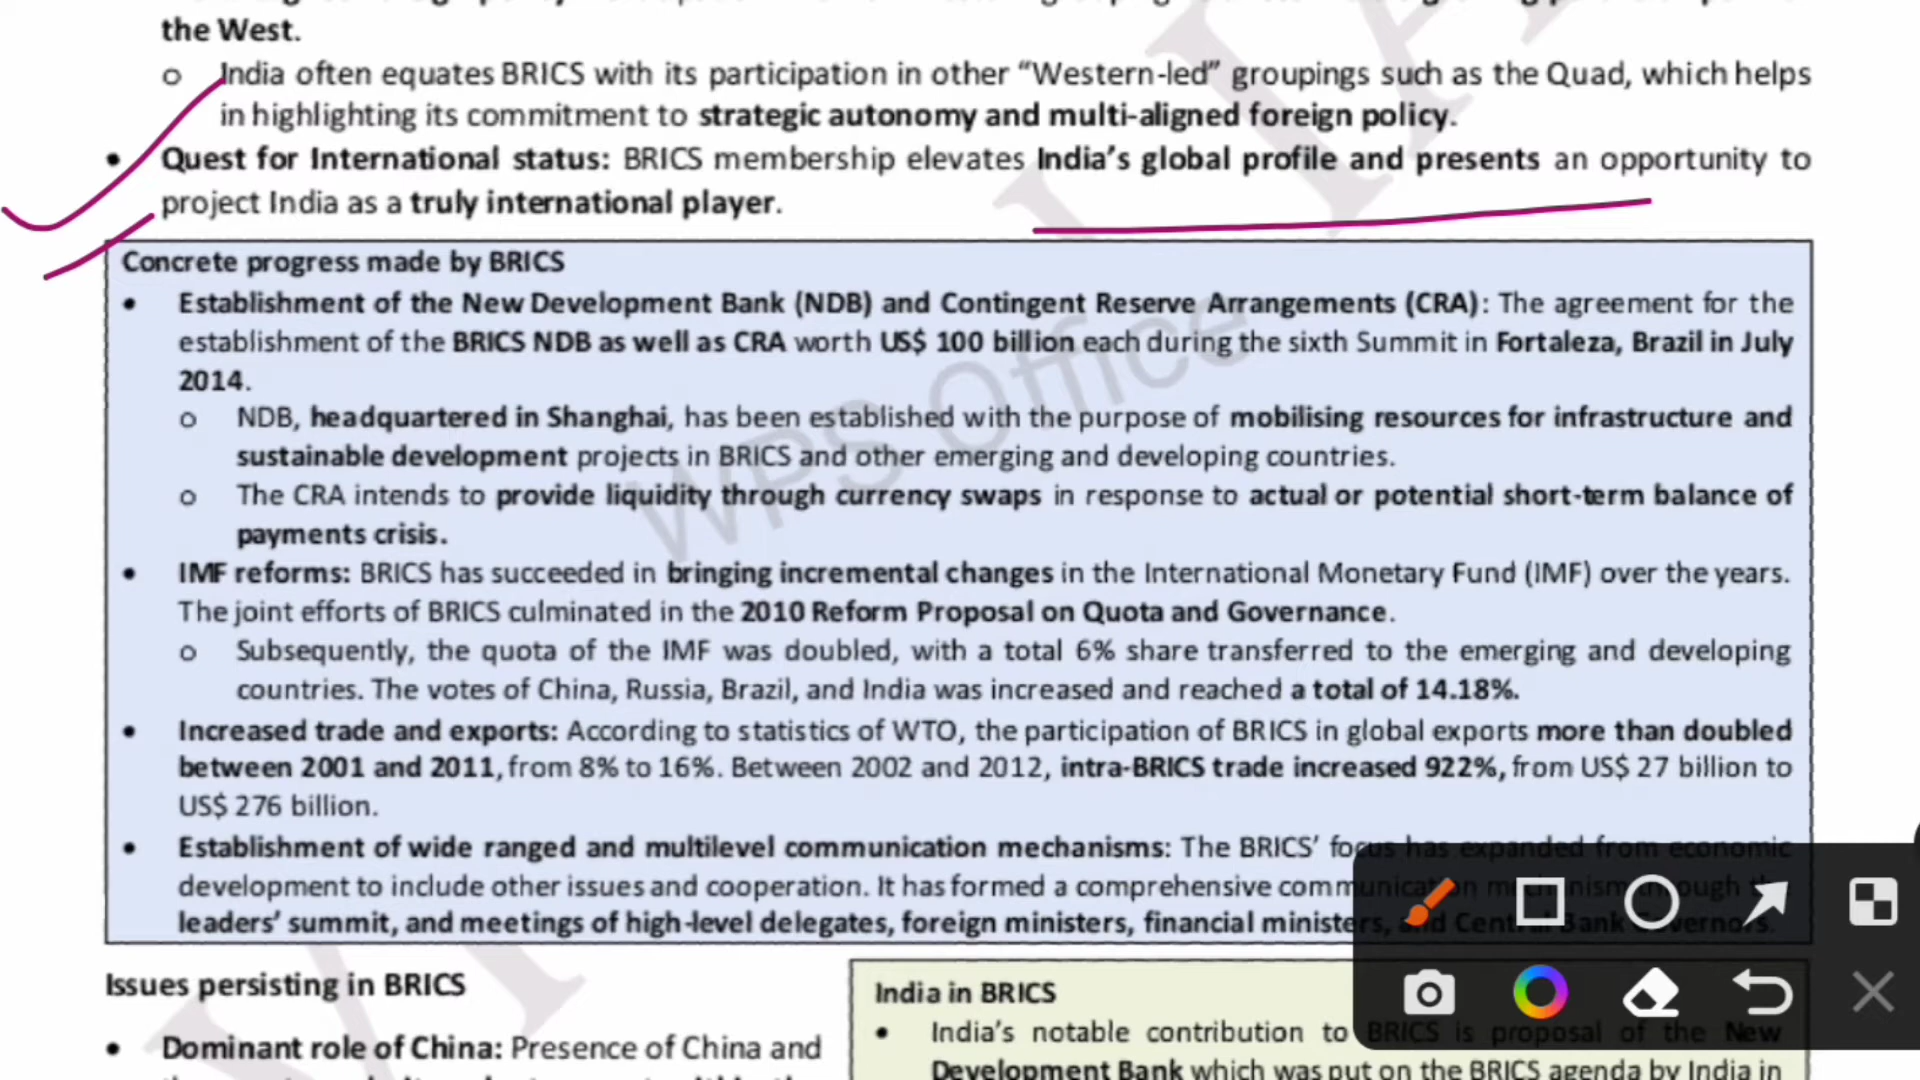 the West.
o India often equates BRICS with its participation in other “Western-led” groupings such as the Quad, which helps
in highlighting its commitment to strategic autonomy and multi-aligned foreign policy.
• Quest for International status: BRICS membership elevates India’s global profile and presents an opportunity to
project India as a truly international player.
Concrete progress made by BRICS
• Establishment of the New Development Bank (NDB) and Contingent Reserve Arrangements (CRA): The agreement for the
establishment of the BRICS NDB as well as CRA worth US$ 100 billion each during the sixth Summit in Fortaleza, Brazil in July
2014.
o NDB, headquartered in Shanghai, has been established with the purpose of mobilising resources for infrastructure and
sustainable development projects in BRICS and other emerging and developing countries.
o The CRA intends to provide liquidity through currency swaps in response to actual or potential short-term balance of
payments crisis.
• IMF reforms: BRICS has succeeded in bringing incremental changes in the International Monetary Fund (IMF) over the years.
The joint efforts of BRICS culminated in the 2010 Reform Proposal on Quota and Governance.
o Subsequently, the quota of the IMF was doubled, with a total 6% share transferred to the emerging and developing
countries. The votes of China, Russia, Brazil, and India was increased and reached a total of 14.18%.
• Increased trade and exports: According to statistics of WTO, the participation of BRICS in global exports more than doubled
between 2001 and 2011, from 8% to 16%. Between 2002 and 2012, intra-BRICS trade increased 922%, from US$ 27 billion to
US$ 276 billion.
• Establishment of wide ranged and multilevel communication mechanisms: The BRICS’ focus has expanded from economic
development to include other issues and cooperation. It has formed a comprehensive communication mechanism through the
leaders’ summit, and meetings of high-level delegates, foreign ministers, financial ministers, and Central Bank Governors.
WPS Office
Issues persisting in BRICS
• Dominant role of China: Presence of China and
India in BRICS
• India’s notable contribution to BRICS is proposal of the New
Development Bank which was put on the BRICS agenda by India in